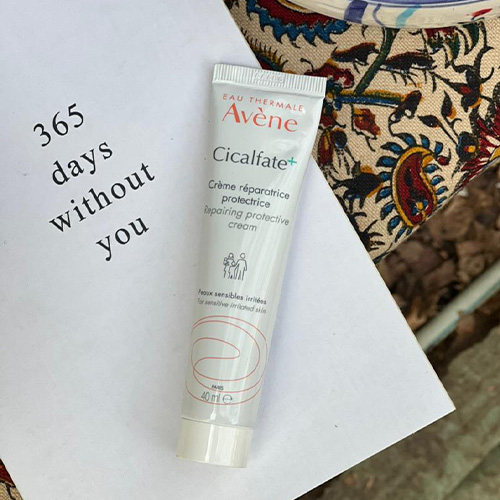 365
days
without
you
EAU THERMALE
Avène
Cicalfate+
Crème réparatrice
protectrice
Repairing protective
cream
Peaux sensibles irritées
For sensitive irritated skin
40 ml e